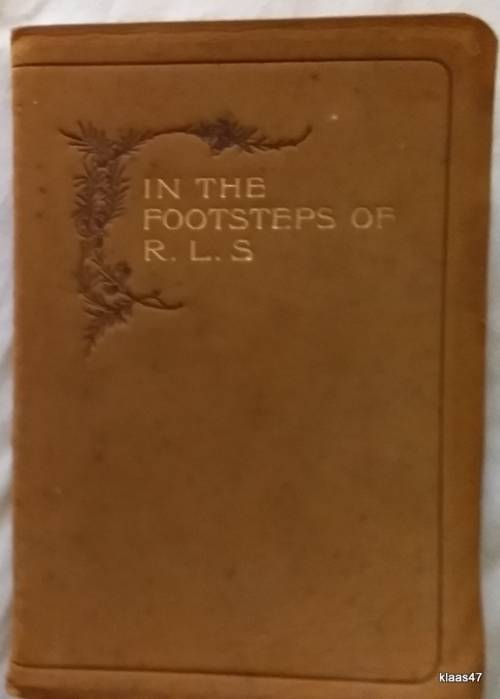 IN THE
FOOTSTEPS OF
R. L. S
klaas47